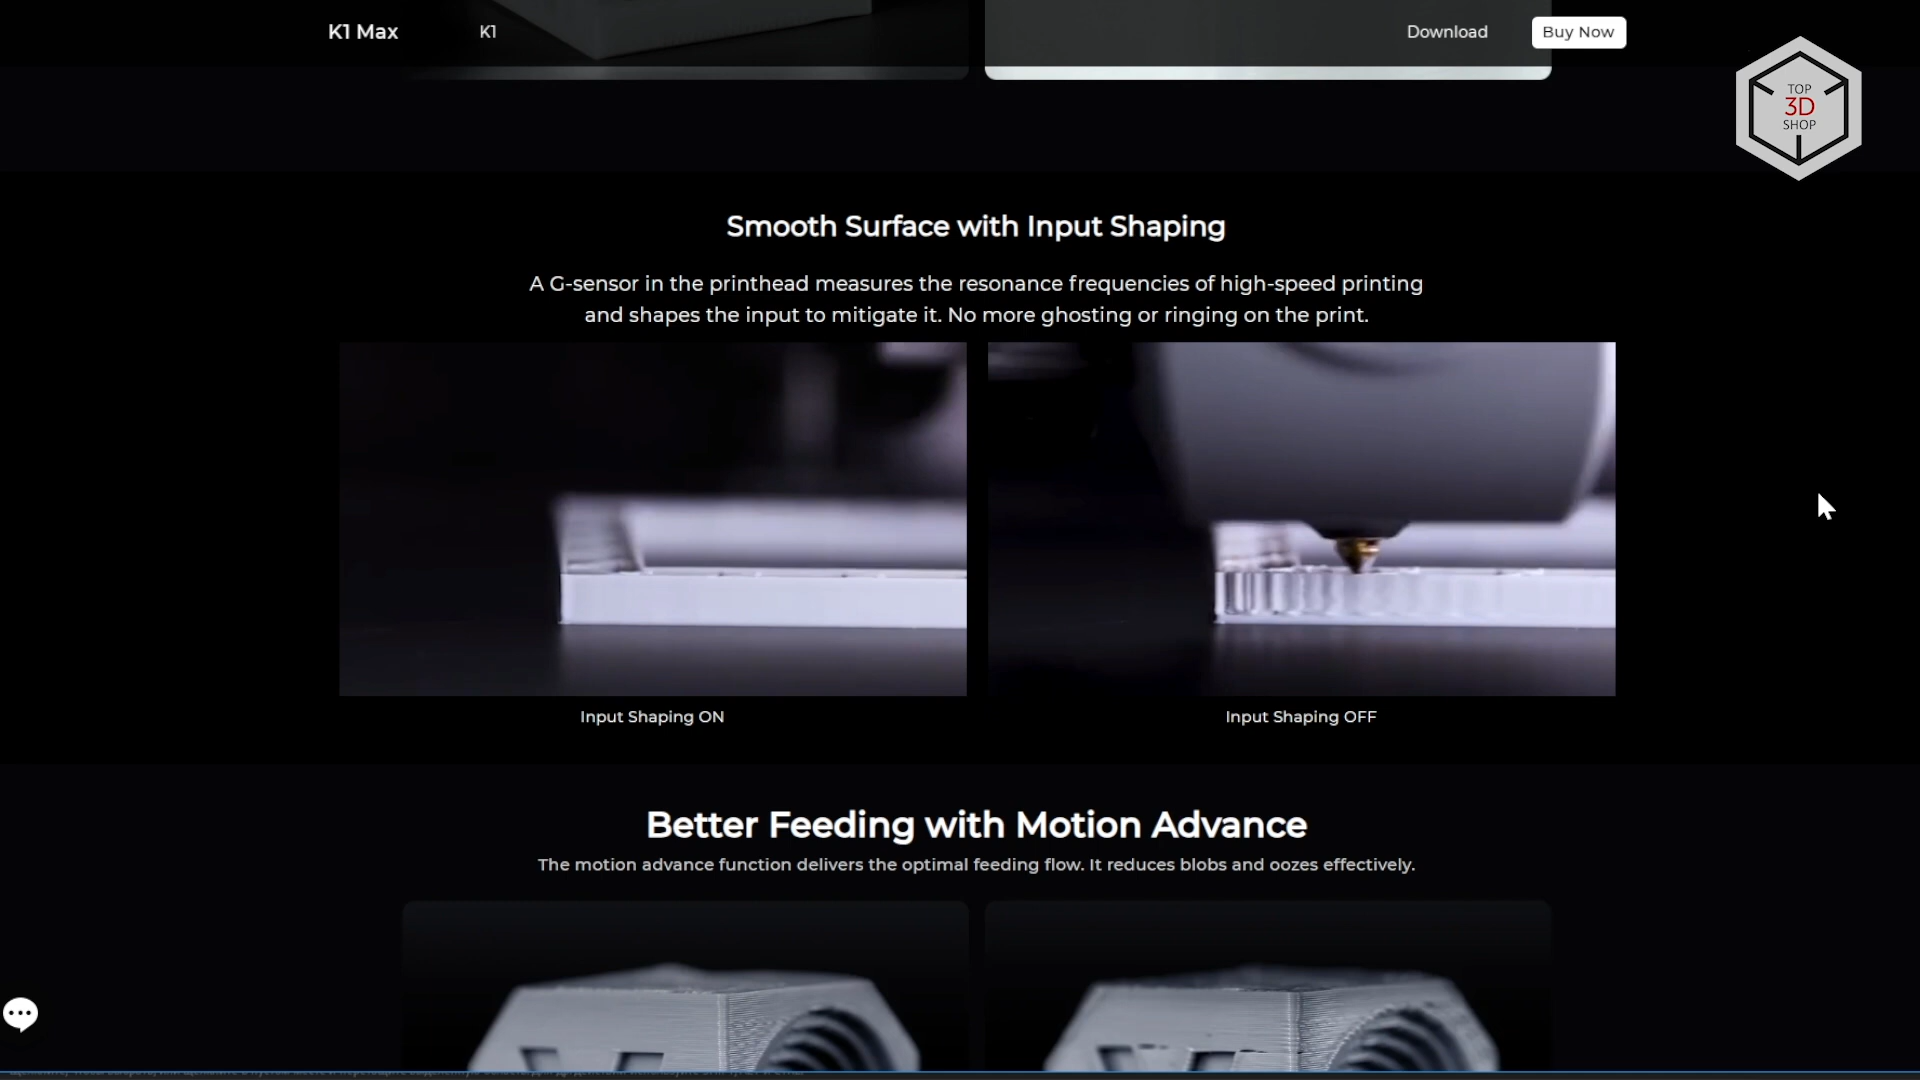 K1 Max
K1
Download
Buy Now
TOP
3D
SHOP
Smooth Surface with Input Shaping
A G-sensor in the printhead measures the resonance frequencies of high-speed printing
and shapes the input to mitigate it. No more ghosting or ringing on the print.
Input Shaping ON
Input Shaping OFF
Better Feeding with Motion Advance
The motion advance function delivers the optimal feeding flow. It reduces blobs and oozes effectively.